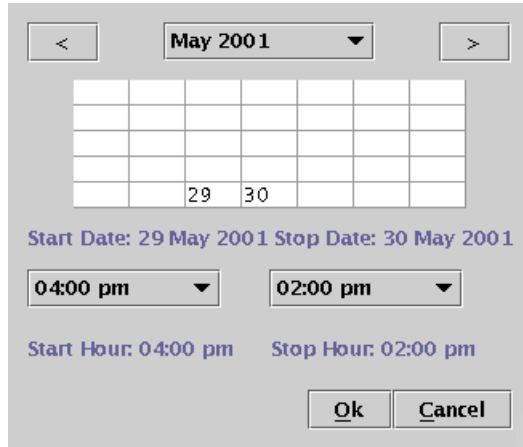 < May 2001 >
29 30
Start Date: 29 May 2001 Stop Date: 30 May 2001
04:00 pm 02:00 pm
Start Hour: 04:00 pm Stop Hour: 02:00 pm
Ok Cancel